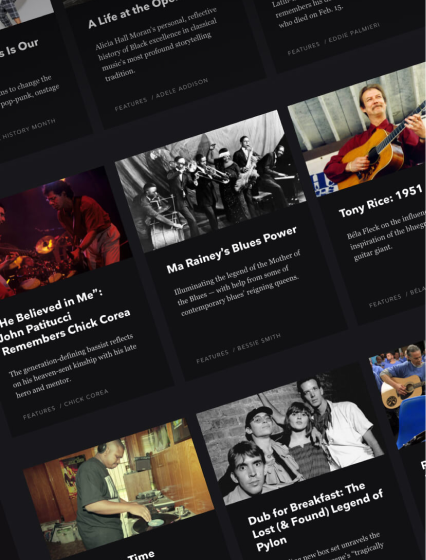 s Is Our
ns to change the
pop-punk, onstage
HISTORY MONTH
A Life at the Ope
Alicia Hall Moran's personal, reflective
history of Black excellence in classical
music's most profound storytelling
tradition.
FEATURES / ADELE ADDISON
remembers his
who died on Feb. 15.
FEATURES / EDDIE PALMIERI
He Believed in Me":
John Patitucci
Remembers Chick Corea
The generation-defining bassist reflects
on his heaven-sent kinship with his late
hero and mentor.
FEATURES / CHICK COREA
Ma Rainey's Blues Power
Illuminating the legend of the Mother of
the Blues — with help from some of
contemporary blues' reigning queens.
FEATURES / BESSIE SMITH
Tony Rice: 1951
Béla Fleck on the influen
inspiration of the blueg
guitar giant.
FEATURES / BELA
Time
Dub for Breakfast: The
Lost (& Found) Legend of
Pylon
new box set unravels the
scene's "tragically